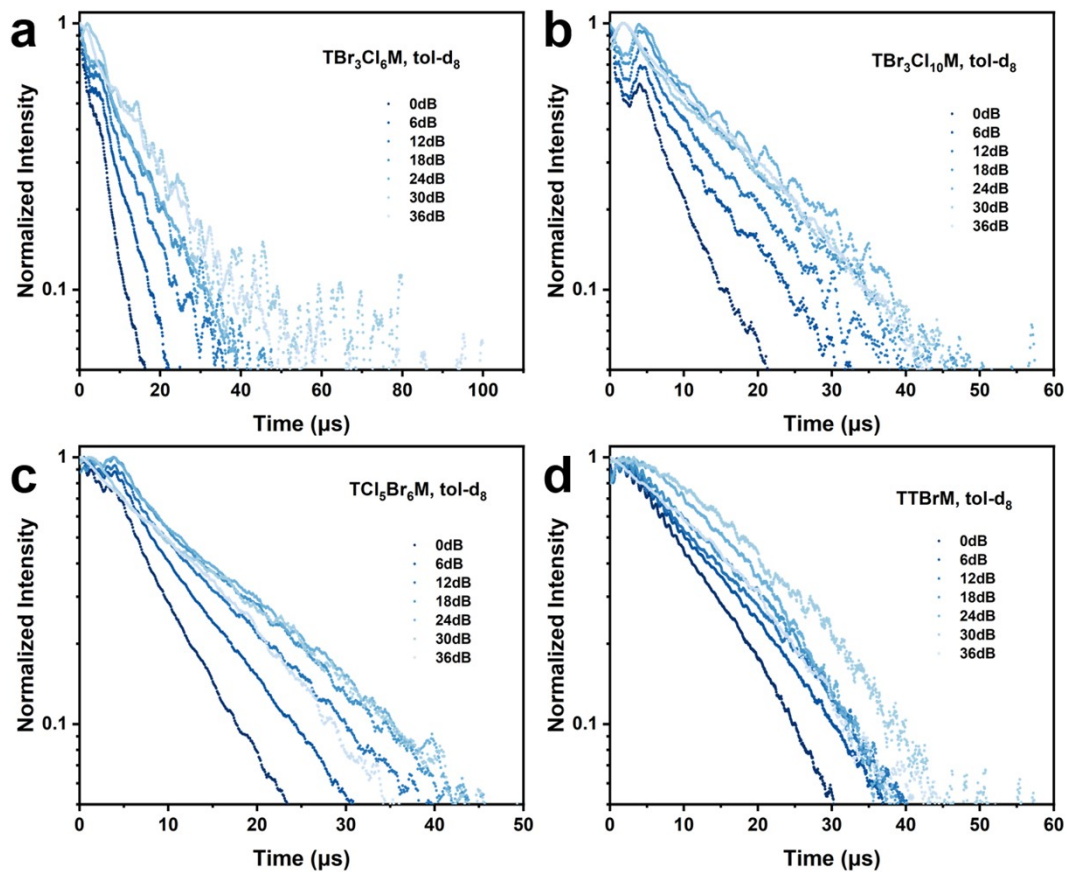 a
TBr₃Cl₆M, tol-d₈
0dB
6dB
12dB
18dB
24dB
30dB
36dB
1
0.1
Normalized Intensity
0 20 40 60 80 100
Time (µs)
b
TBr₃Cl₁₀M, tol-d₈
0dB
6dB
12dB
18dB
24dB
30dB
36dB
1
0.1
Normalized Intensity
0 10 20 30 40 50 60
Time (µs)
c
TCl₅Br₆M, tol-d₈
0dB
6dB
12dB
18dB
24dB
30dB
36dB
1
0.1
Normalized Intensity
0 10 20 30 40 50
Time (µs)
d
TTBrM, tol-d₈
0dB
6dB
12dB
18dB
24dB
30dB
36dB
1
0.1
Normalized Intensity
0 10 20 30 40 50 60
Time (µs)